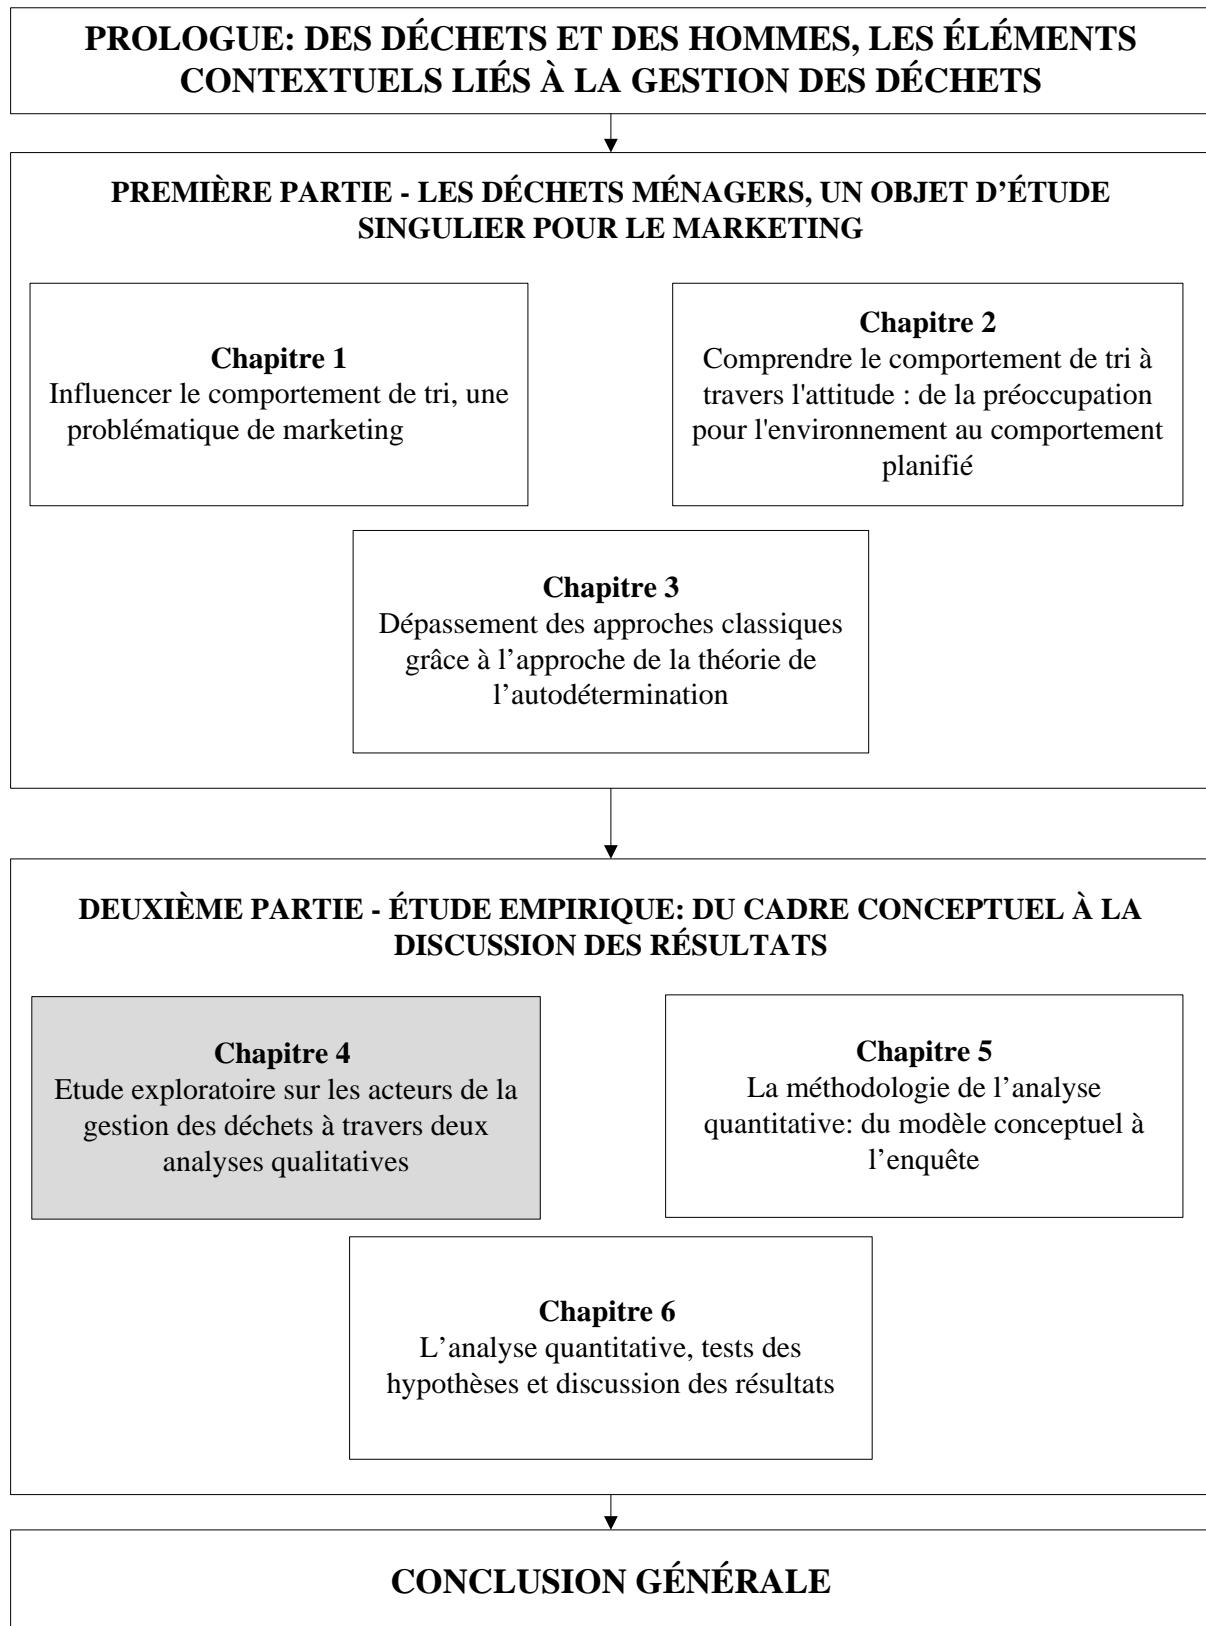 PROLOGUE: DES DÉCHETS ET DES HOMMES, LES ÉLÉMENTS
CONTEXTUELS LIÉS À LA GESTION DES DÉCHETS
PREMIÈRE PARTIE - LES DÉCHETS MÉNAGERS, UN OBJET D’ÉTUDE
SINGULIER POUR LE MARKETING
Chapitre 1
Influencer le comportement de tri, une
problématique de marketing
Chapitre 2
Comprendre le comportement de tri à
travers l'attitude : de la préoccupation
pour l'environnement au comportement
planifié
Chapitre 3
Dépassement des approches classiques
grâce à l’approche de la théorie de
l’autodétermination
DEUXIÈME PARTIE - ÉTUDE EMPIRIQUE: DU CADRE CONCEPTUEL À LA
DISCUSSION DES RÉSULTATS
Chapitre 4
Etude exploratoire sur les acteurs de la
gestion des déchets à travers deux
analyses qualitatives
Chapitre 5
La méthodologie de l’analyse
quantitative: du modèle conceptuel à
l’enquête
Chapitre 6
L’analyse quantitative, tests des
hypothèses et discussion des résultats
CONCLUSION GÉNÉRALE